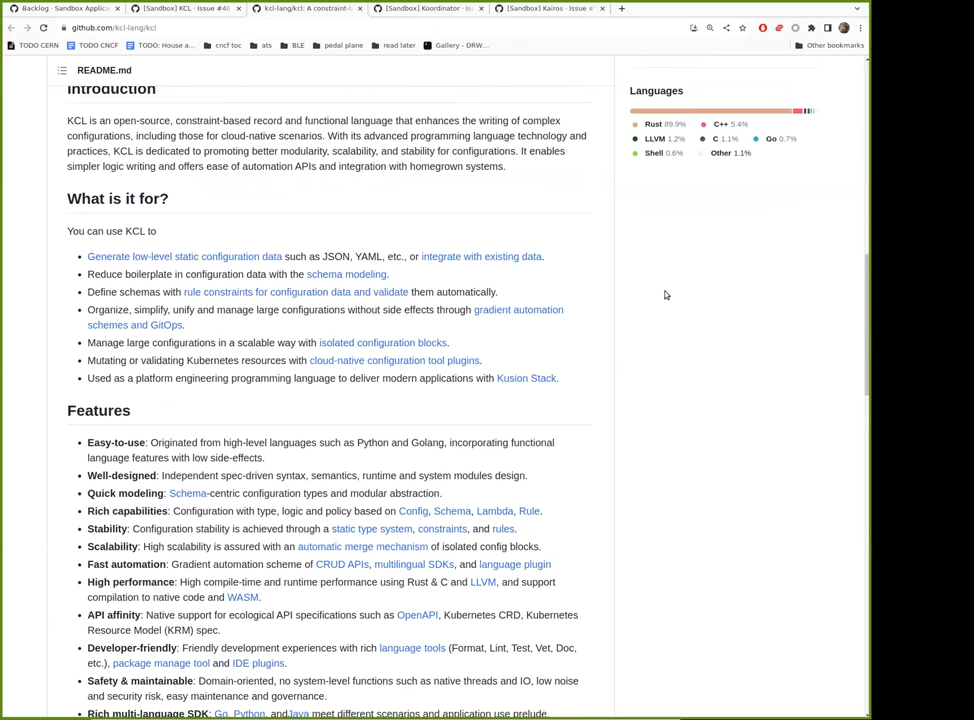 Backlog - Sandbox Applica
[Sandbox] KCL · Issue #48
kcl-lang/kcl: A constraint-b
[Sandbox] Koordinator · Iss
[Sandbox] Kairos · Issue #
github.com/kcl-lang/kcl
TODO CERN
TODO CNCF
TODO: House a...
cncf toc
ats
BLE
pedal plane
read later
Gallery - DRW...
Other bookmarks
README.md
Introduction
KCL is an open-source, constraint-based record and functional language that enhances the writing of complex
configurations, including those for cloud-native scenarios. With its advanced programming language technology and
practices, KCL is dedicated to promoting better modularity, scalability, and stability for configurations. It enables
simpler logic writing and offers ease of automation APIs and integration with homegrown systems.
What is it for?
You can use KCL to
• Generate low-level static configuration data such as JSON, YAML, etc., or integrate with existing data.
• Reduce boilerplate in configuration data with the schema modeling.
• Define schemas with rule constraints for configuration data and validate them automatically.
• Organize, simplify, unify and manage large configurations without side effects through gradient automation
schemes and GitOps.
• Manage large configurations in a scalable way with isolated configuration blocks.
• Mutating or validating Kubernetes resources with cloud-native configuration tool plugins.
• Used as a platform engineering programming language to deliver modern applications with Kusion Stack.
Features
• Easy-to-use: Originated from high-level languages such as Python and Golang, incorporating functional
language features with low side-effects.
• Well-designed: Independent spec-driven syntax, semantics, runtime and system modules design.
• Quick modeling: Schema-centric configuration types and modular abstraction.
• Rich capabilities: Configuration with type, logic and policy based on Config, Schema, Lambda, Rule.
• Stability: Configuration stability is achieved through a static type system, constraints, and rules.
• Scalability: High scalability is assured with an automatic merge mechanism of isolated config blocks.
• Fast automation: Gradient automation scheme of CRUD APIs, multilingual SDKs, and language plugin
• High performance: High compile-time and runtime performance using Rust & C and LLVM, and support
compilation to native code and WASM.
• API affinity: Native support for ecological API specifications such as OpenAPI, Kubernetes CRD, Kubernetes
Resource Model (KRM) spec.
• Developer-friendly: Friendly development experiences with rich language tools (Format, Lint, Test, Vet, Doc,
etc.), package manage tool and IDE plugins.
• Safety & maintainable: Domain-oriented, no system-level functions such as native threads and IO, low noise
and security risk, easy maintenance and governance.
• Rich multi-language SDK: Go, Python, andJava meet different scenarios and application use prelude.
Languages
Rust 89.9%
C++ 5.4%
LLVM 1.2%
C 1.1%
Go 0.7%
Shell 0.6%
Other 1.1%